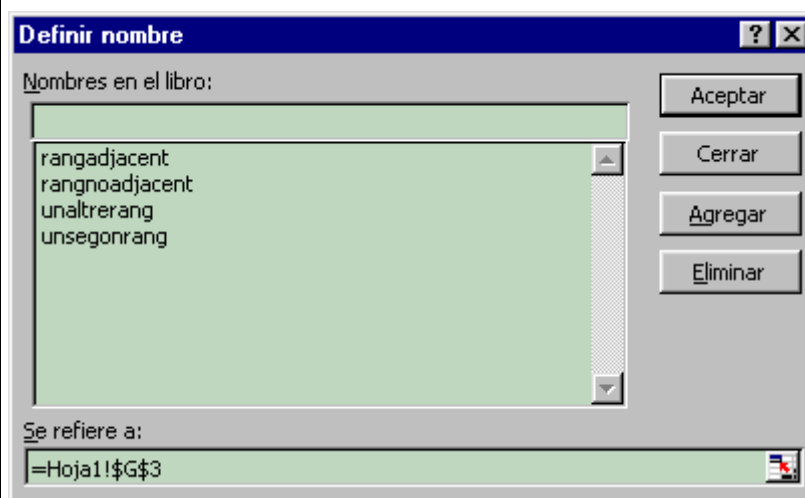 Definir nombre
Nombres en el libro:
Aceptar
rangadjacent
Cerrar
rangnoadjacent
unaltrerang
Agregar
unsegonrang
Eliminar
Se refiere a:
=Hoja1!$G$3